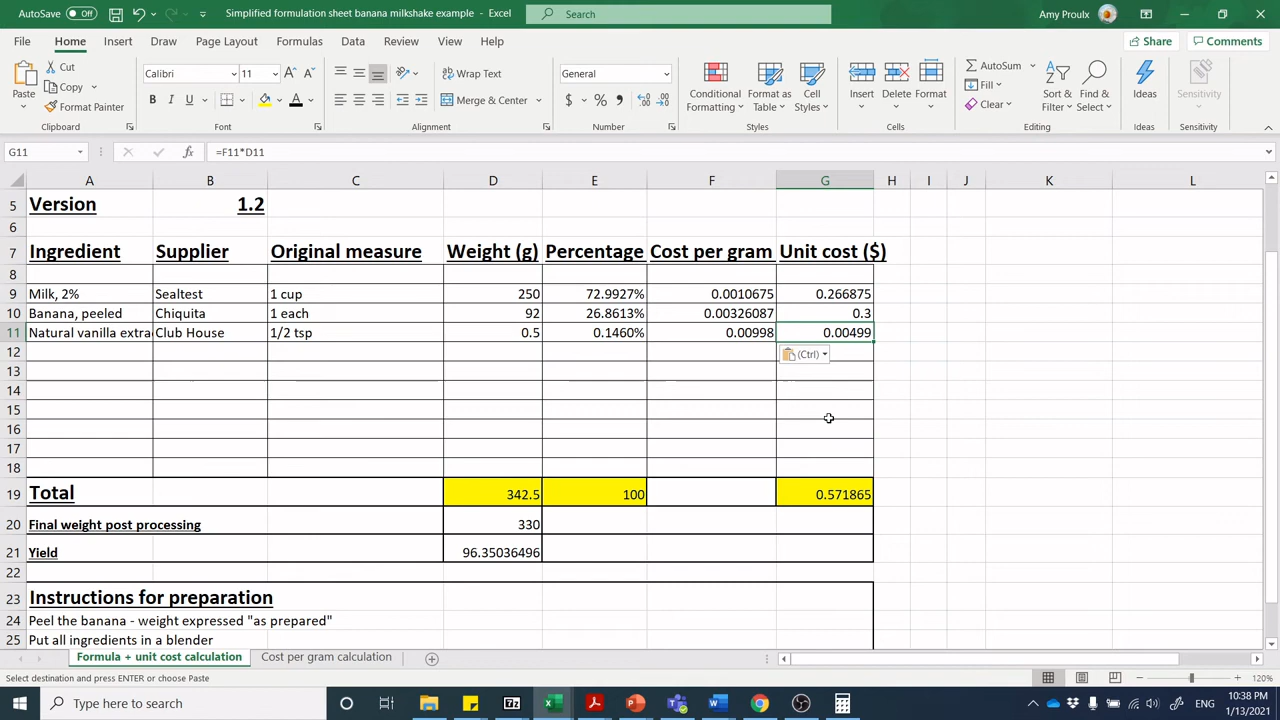 AutoSave Off Simplified formulation sheet banana milkshake example - Excel Search Amy Proulx
File Home Insert Draw Page Layout Formulas Data Review View Help Share Comments
Paste Cut Copy Format Painter Clipboard
Calibri 11 A A B I U A Font
Wrap Text Merge & Center Alignment
General $ % , Number
Conditional Formatting Format as Table Cell Styles Styles
Insert Delete Format Cells
AutoSum Fill Clear Sort & Filter Find & Select Editing
Ideas Ideas
Sensitivity Sensitivity
G11 fx =F11*D11
A B C D E F G H I J K L
5 Version 1.2
6
7 Ingredient Supplier Original measure Weight (g) Percentage Cost per gram Unit cost ($)
8
9 Milk, 2% Sealtest 1 cup 250 72.9927% 0.0010675 0.266875
10 Banana, peeled Chiquita 1 each 92 26.8613% 0.00326087 0.3
11 Natural vanilla extra Club House 1/2 tsp 0.5 0.1460% 0.00998 0.00499
12 (Ctrl)
13
14
15
16
17
18
19 Total 342.5 100 0.571865
20 Final weight post processing 330
21 Yield 96.35036496
22
23 Instructions for preparation
24 Peel the banana - weight expressed "as prepared"
25 Put all ingredients in a blender
Formula + unit cost calculation Cost per gram calculation
Select destination and press ENTER or choose Paste 120%
Type here to search
10:38 PM
1/13/2021